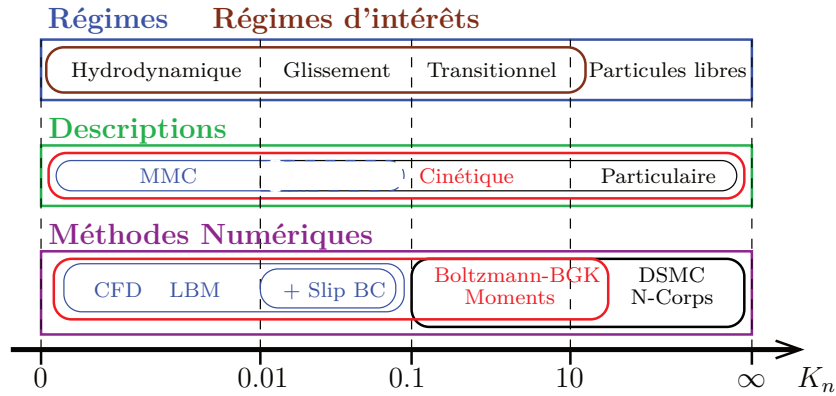 Régimes Régimes d'intérêts
Hydrodynamique Glissement Transitionnel Particules libres
Descriptions
MMC Cinétique Particulaire
Méthodes Numériques
CFD LBM + Slip BC Boltzmann-BGK Moments DSMC N-Corps
0 0.01 0.1 10 ∞ K_n